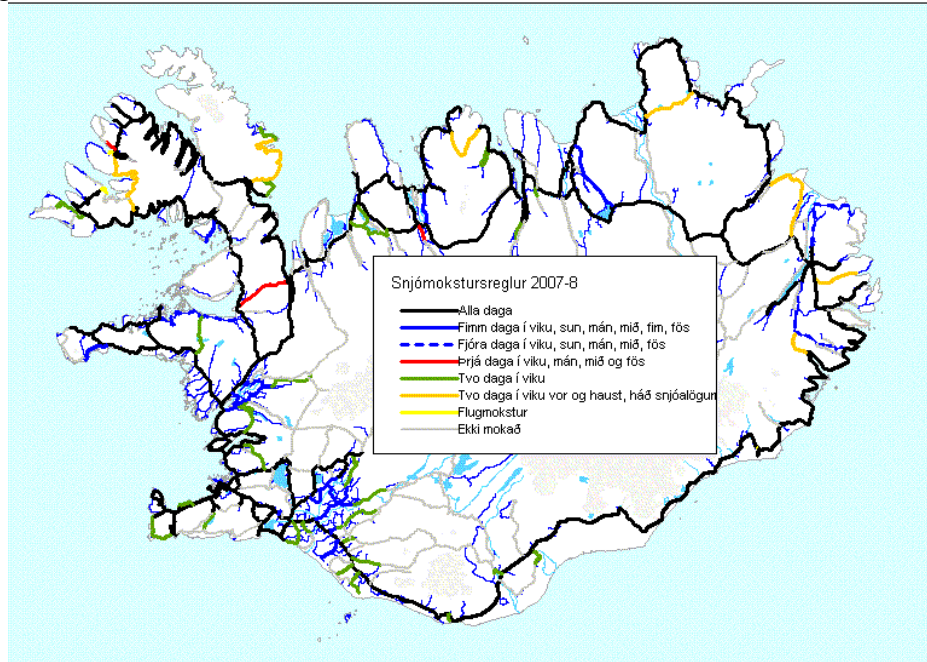 Snjómokstursreglur 2007-8
Alla daga
Fimm daga í viku, sun, mán, mið, fim, fös
Fjóra daga í viku, sun, mán, mið, fös
Þrjá daga í viku, mán, mið og fös
Tvo daga í viku
Tvo daga í viku vor og haust, háð snjóalögun
Flugmokstur
Ekki mokað